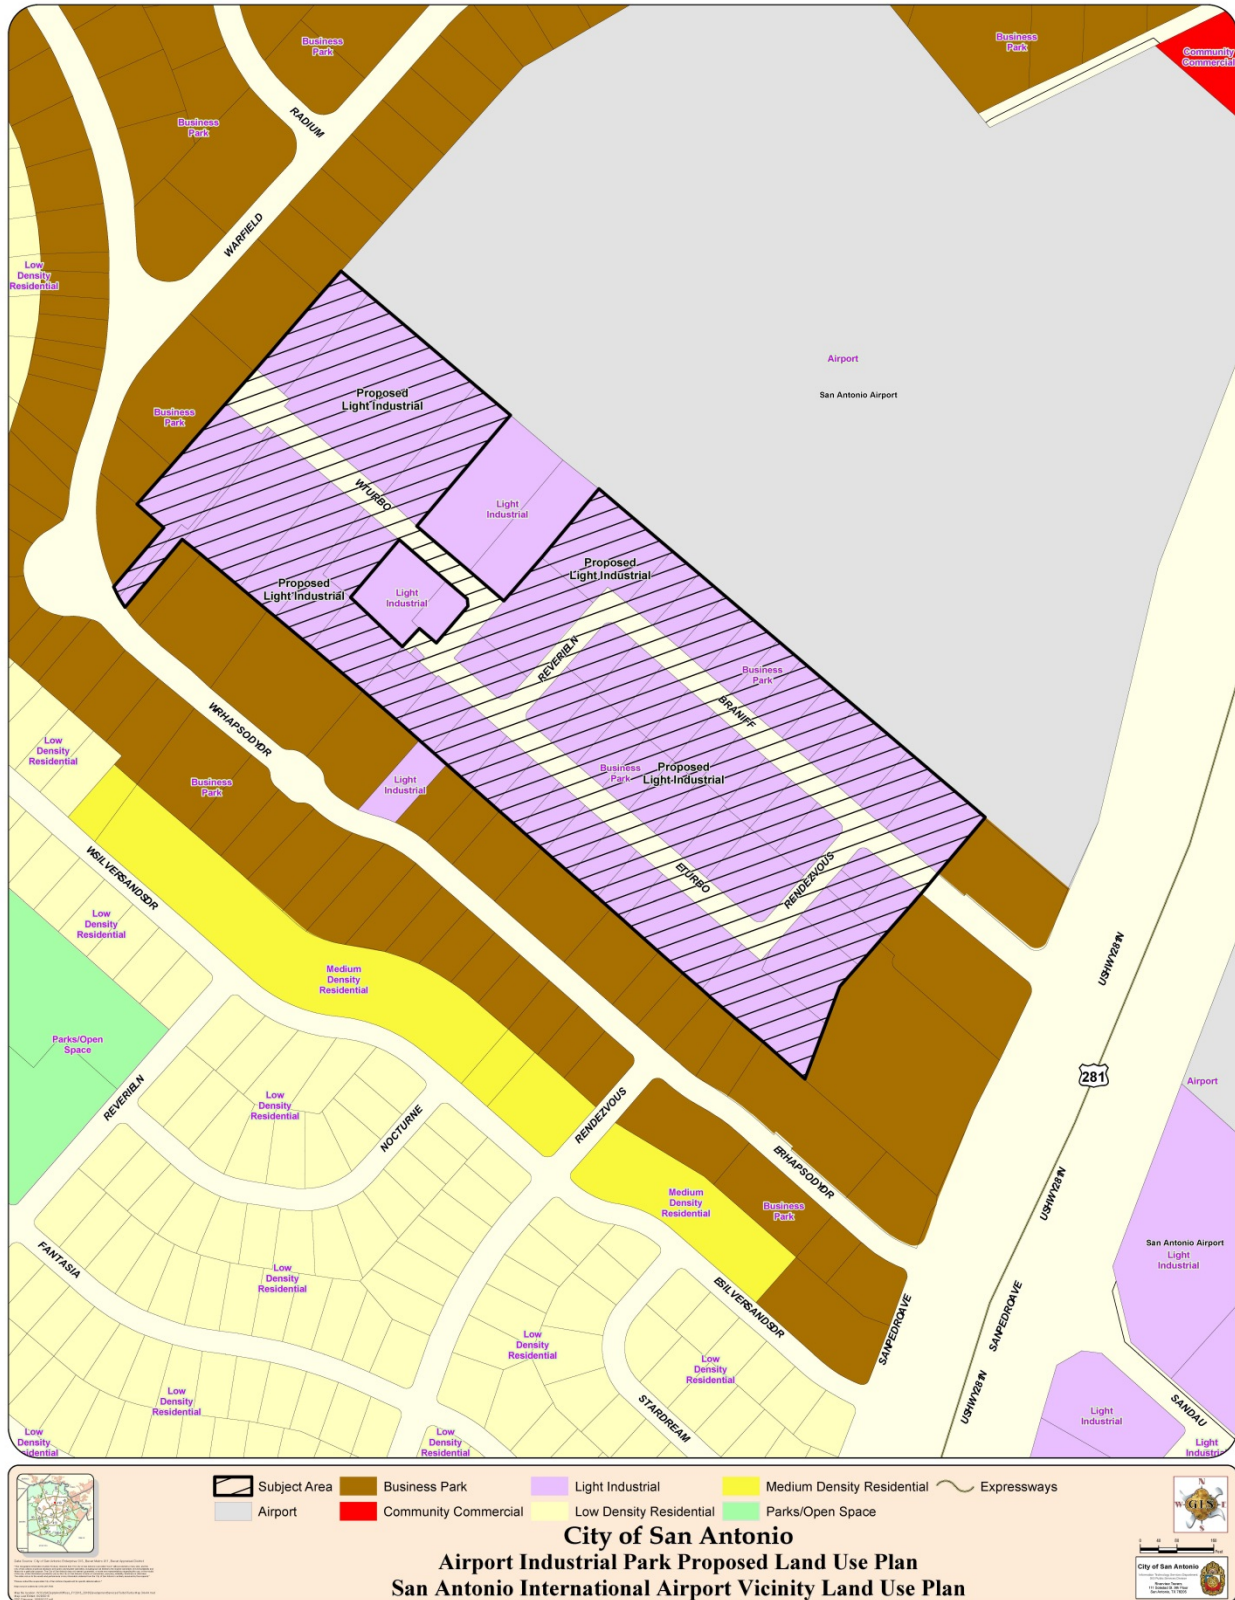 Business
Park
Business
Park
Community
Commercial
RADIUM
Business
Park
WARFIELD
Low
Density
Residential
Airport
San Antonio Airport
Proposed
Light Industrial
Business
Park
WTURBO
Light
Industrial
Proposed
Light Industrial
Proposed
Light Industrial
Light
Industrial
REVERIELN
Business
Park
BRANIFF
WRHAPSODYDR
Low
Density
Residential
Business
Park
Light
Industrial
Business
Park
Proposed
Light Industrial
ETURBO
RENDEZVOUS
WSILVERSANDSDR
Low
Density
Residential
Medium
Density
Residential
USHWY281N
Parks/Open
Space
281
Airport
REVERIELN
Low
Density
Residential
NOCTURNE
RENDEZVOUS
ERHAPSODYDR
USHWY281N
Medium
Density
Residential
Business
Park
San Antonio Airport
Light
Industrial
FANTASIA
Low
Density
Residential
ESILVERSANDSDR
SANPEDROAVE
SANPEDROAVE
Low
Density
Residential
Low
Density
Residential
USHWY281N
Low
Density
Residential
STARDREAM
Light
Industrial
SANDAU
Low
Density
idential
Low
Density
Residential
Light
Industri
Subject Area
Business Park
Light Industrial
Medium Density Residential
Expressways
Airport
Community Commercial
Low Density Residential
Parks/Open Space
City of San Antonio
Airport Industrial Park Proposed Land Use Plan
San Antonio International Airport Vicinity Land Use Plan
N
W
GIS
E
S
City of San Antonio